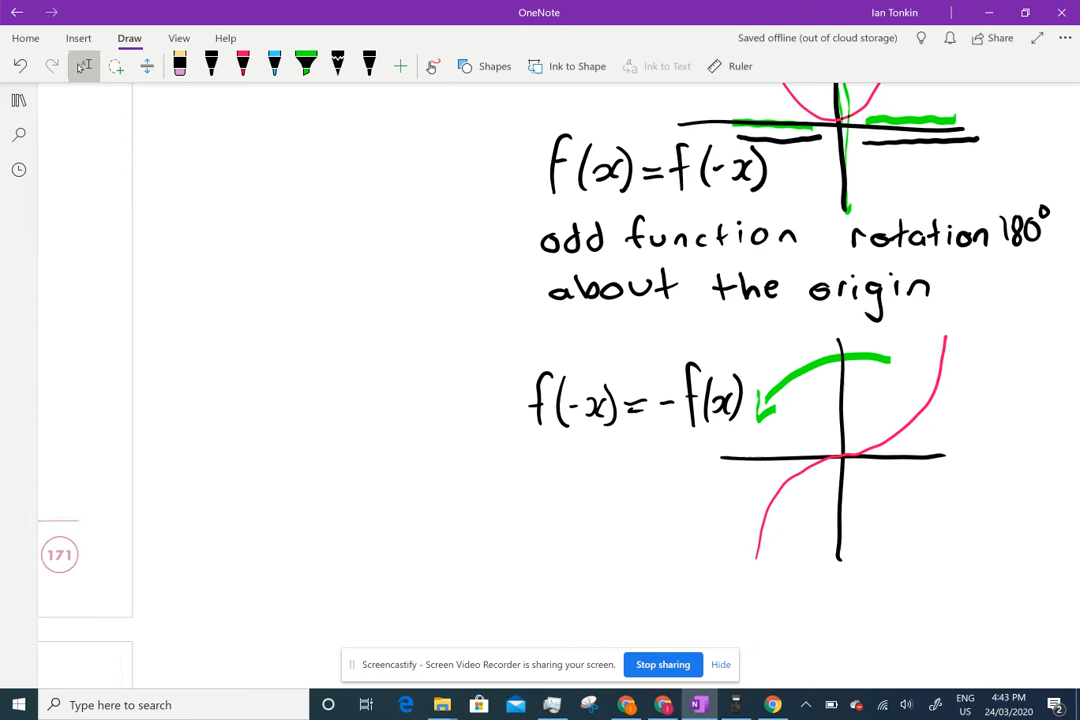 OneNote
Ian Tonkin
Home Insert Draw View Help
Saved offline (out of cloud storage)
Share
Shapes
Ink to Shape
Ink to Text
Ruler
f(x)=f(-x)
odd function rotation 180°
about the origin
f(-x)=-f(x)
171
Screencastify - Screen Video Recorder is sharing your screen.
Stop sharing
Hide
Type here to search
ENG
US
4:43 PM
24/03/2020
2